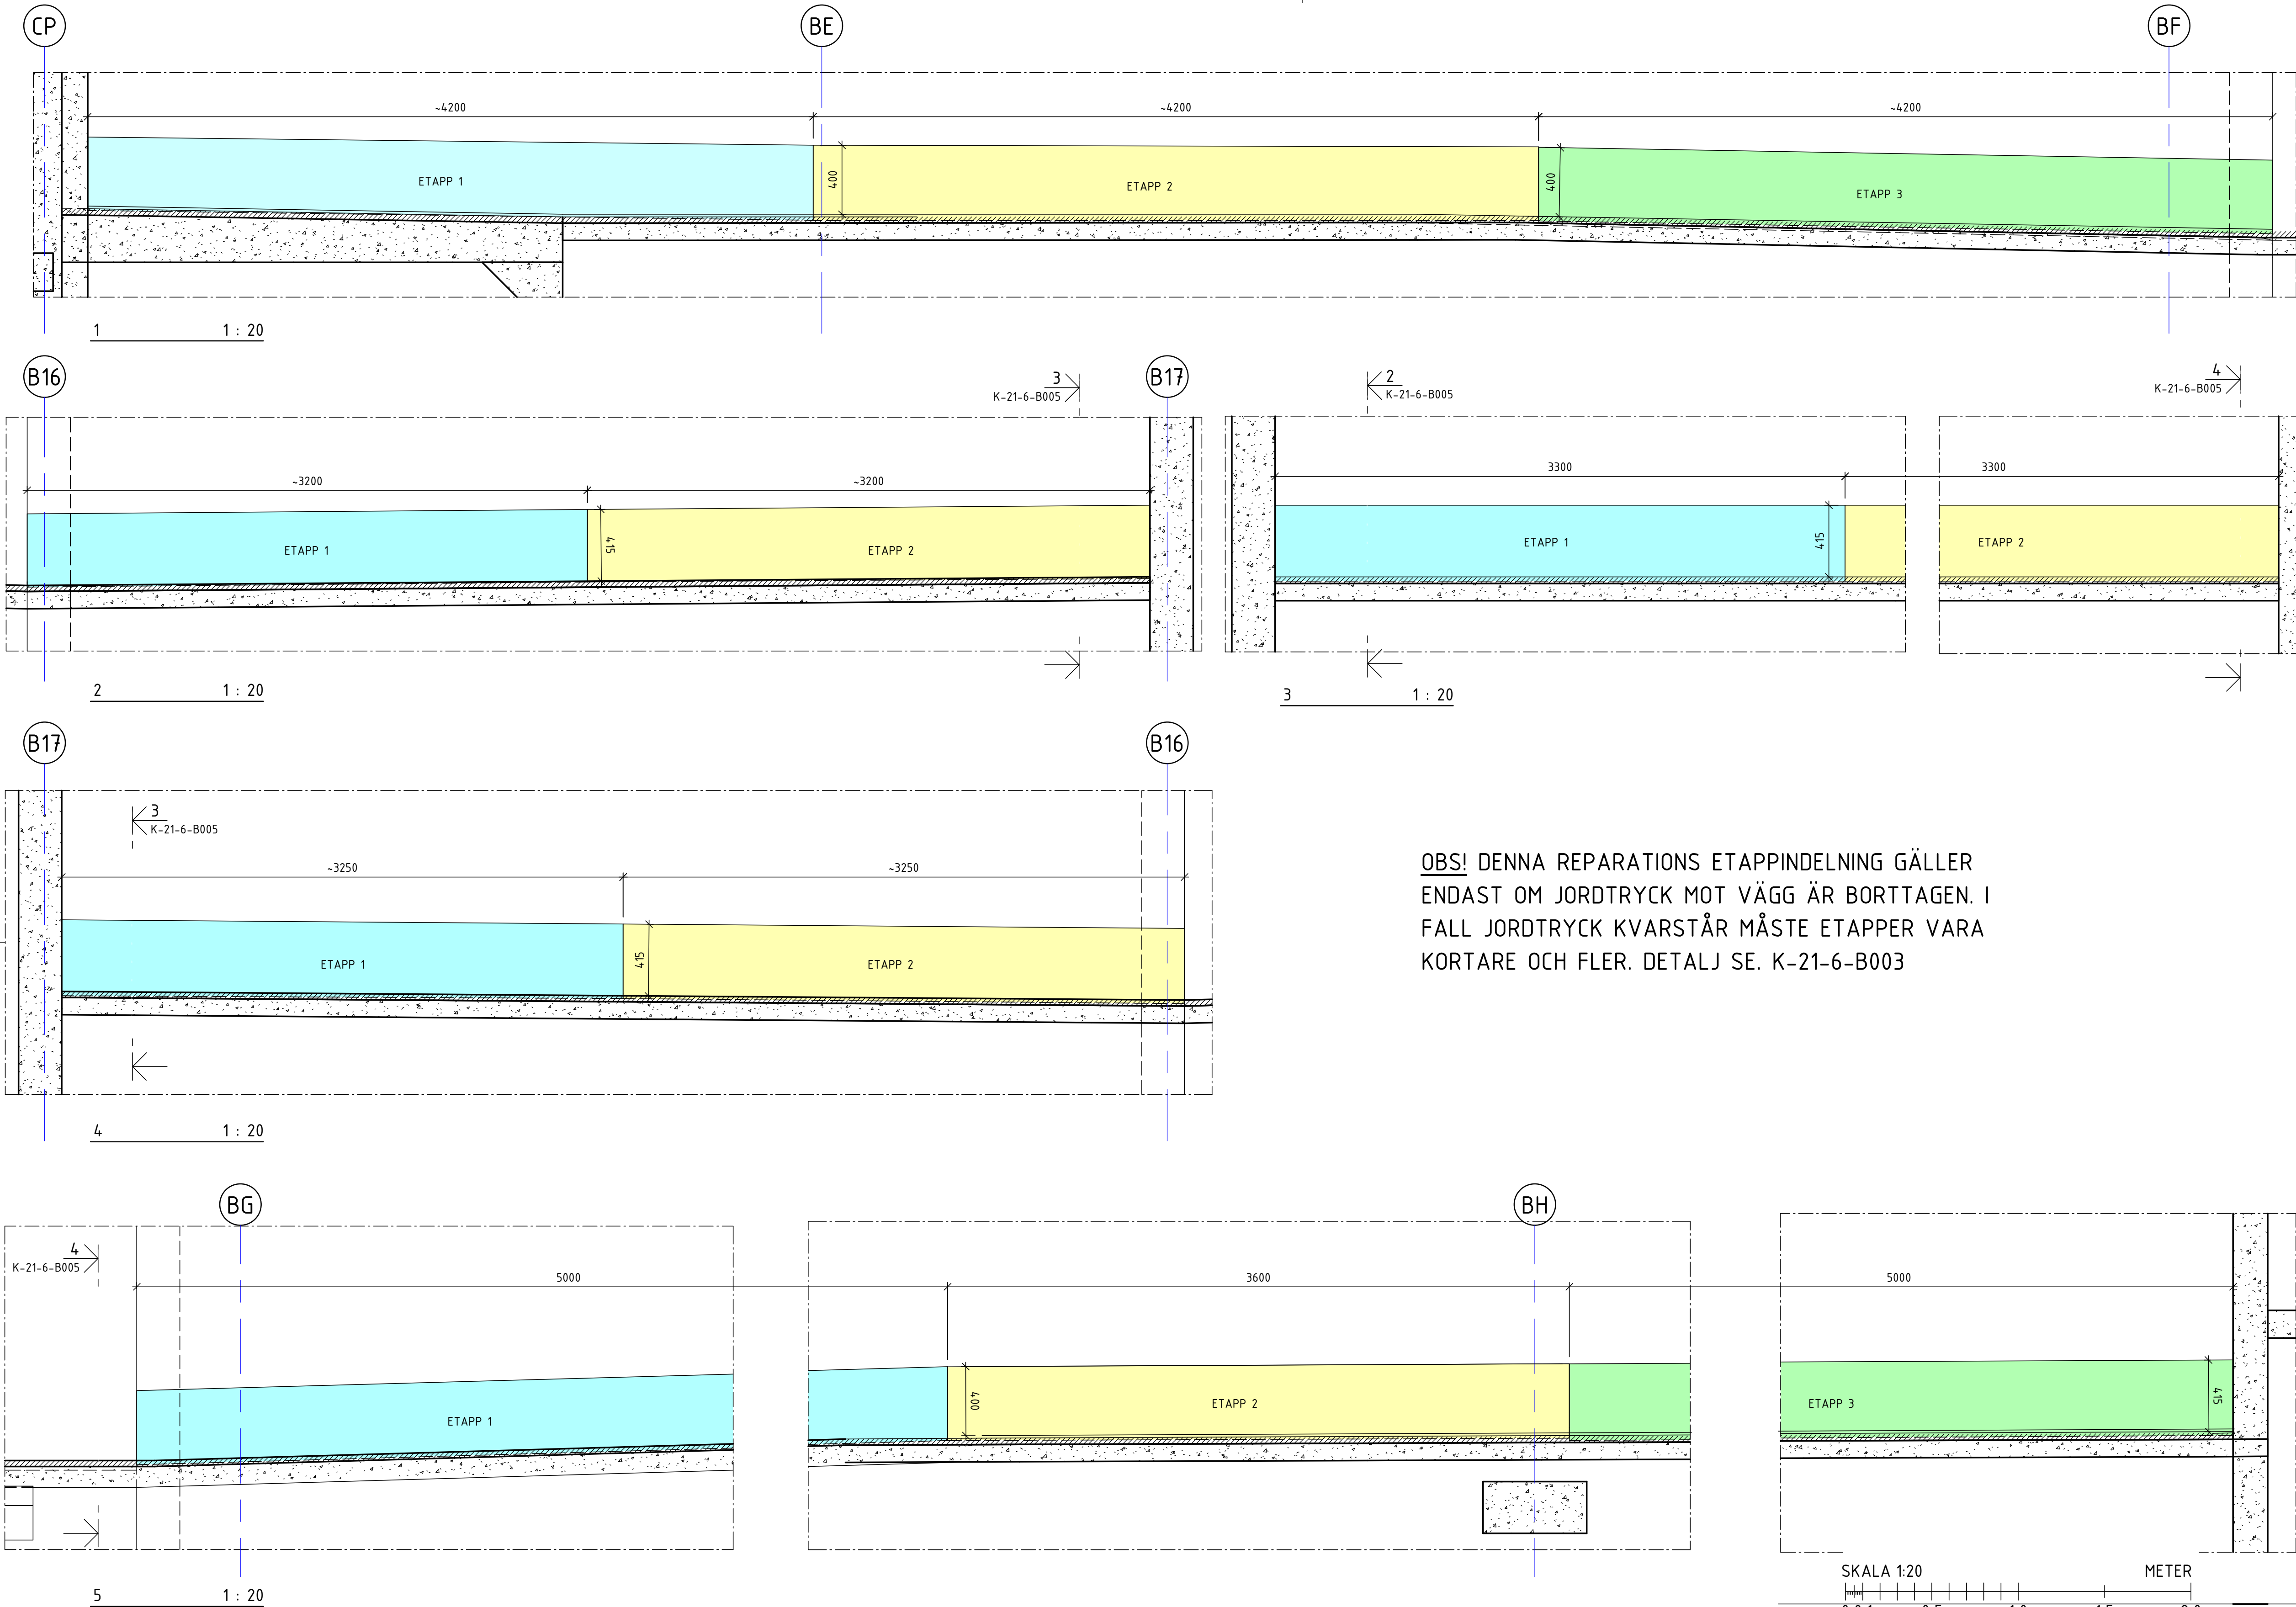 CP BE BF
~4200 ~4200 ~4200
400 400
ETAPP 1 ETAPP 2 ETAPP 3
1 1 : 20
B16 B17
3
K-21-6-B005
2
K-21-6-B005
4
K-21-6-B005
~3200 ~3200
3300 3300
415
415
ETAPP 1 ETAPP 2
ETAPP 1 ETAPP 2
2 1 : 20
3 1 : 20
B17 B16
3
K-21-6-B005
~3250 ~3250
415
ETAPP 1 ETAPP 2
OBS! DENNA REPARATIONS ETAPPINDELNING GÄLLER
ENDAST OM JORDTRYCK MOT VÄGG ÄR BORTTAGEN. I
FALL JORDTRYCK KVARSTÅR MÅSTE ETAPPER VARA
KORTARE OCH FLER. DETALJ SE. K-21-6-B003
4 1 : 20
BG BH
4
K-21-6-B005
5000 3600 5000
400 415
ETAPP 1 ETAPP 2 ETAPP 3
5 1 : 20
SKALA 1:20 METER